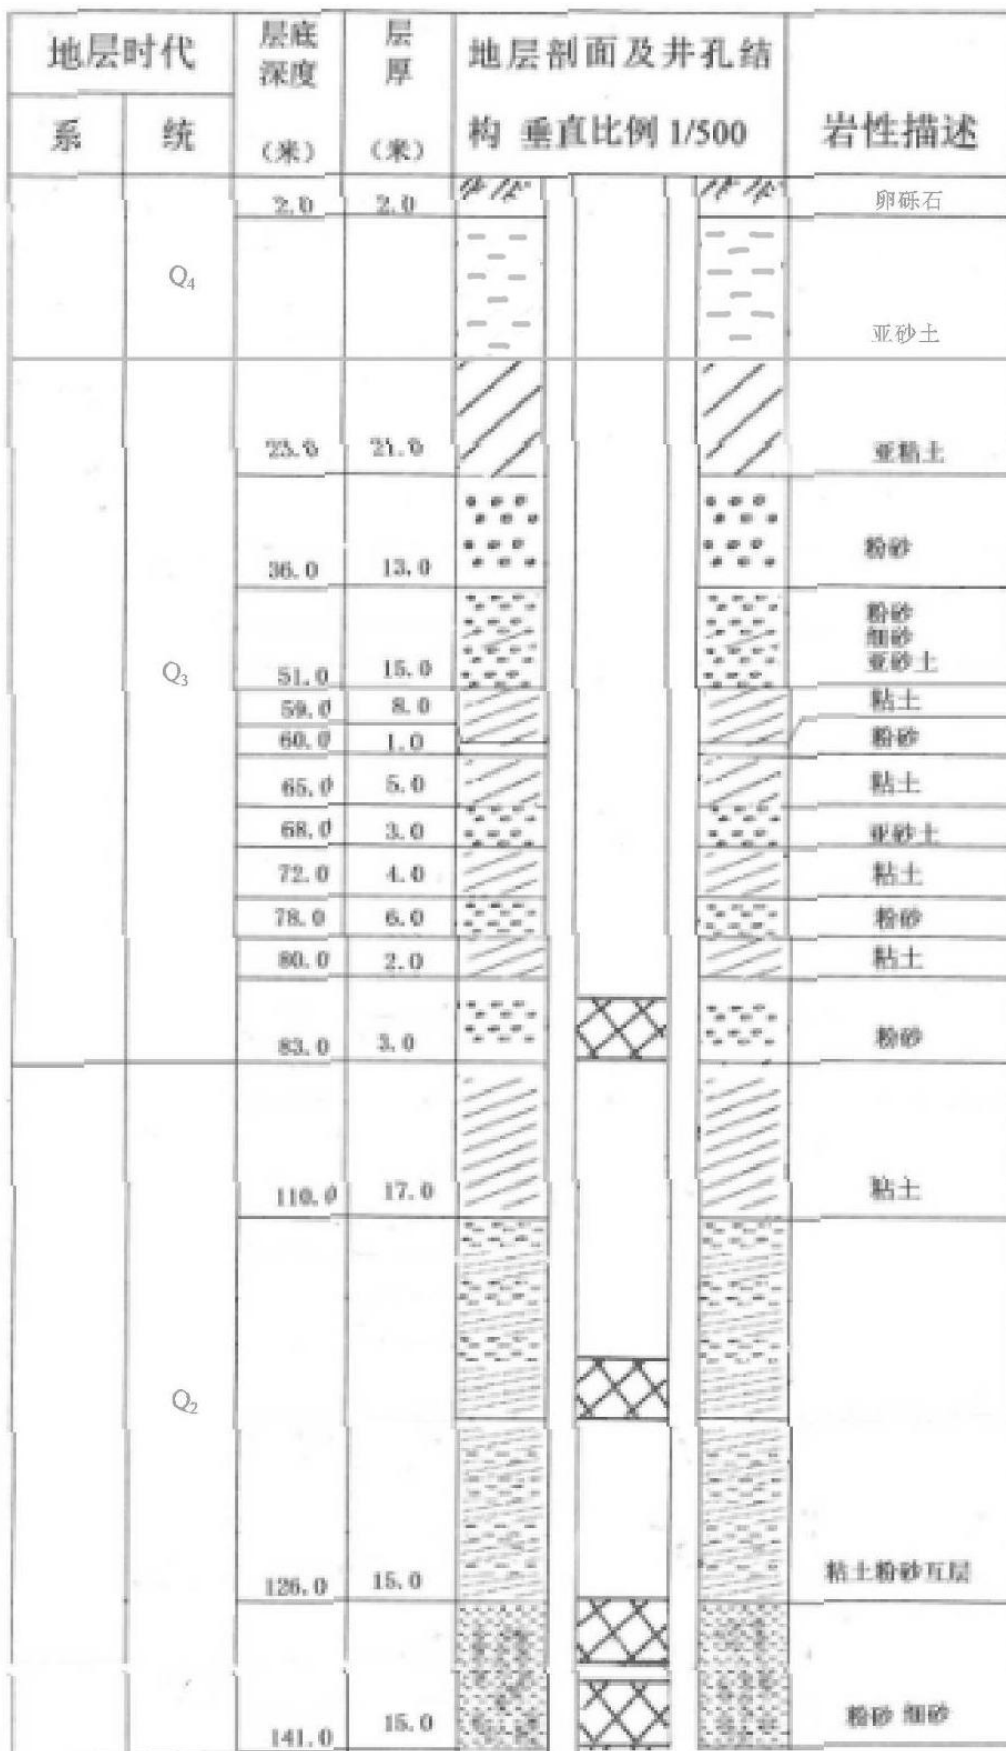 地层时代
系
统
层底
深度
(米)
层
厚
(米)
地层剖面及井孔结
构 垂直比例 1/500
岩性描述
2.0 2.0 卵砾石
Q4
亚砂土
23.0 21.0 亚粘土
36.0 13.0 粉砂
粉砂
细砂
51.0 15.0 亚砂土
Q3
59.0 8.0 粘土
60.0 1.0 粉砂
65.0 5.0 粘土
68.0 3.0 亚砂土
72.0 4.0 粘土
78.0 6.0 粉砂
80.0 2.0 粘土
83.0 3.0 粉砂
110.0 17.0 粘土
Q2
126.0 15.0 粘土粉砂互层
141.0 15.0 粉砂 细砂